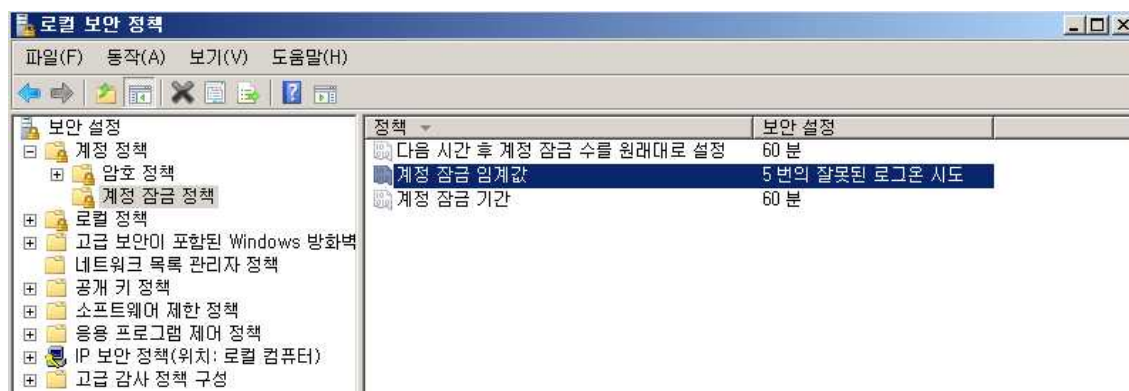 로컬 보안 정책
파일(F) 동작(A) 보기(V) 도움말(H)
보안 설정
계정 정책
암호 정책
계정 잠금 정책
로컬 정책
고급 보안이 포함된 Windows 방화벽
네트워크 목록 관리자 정책
공개 키 정책
소프트웨어 제한 정책
응용 프로그램 제어 정책
IP 보안 정책(위치: 로컬 컴퓨터)
고급 감사 정책 구성
정책 보안 설정
다음 시간 후 계정 잠금 수를 원래대로 설정 60 분
계정 잠금 임계값 5 번의 잘못된 로그온 시도
계정 잠금 기간 60 분